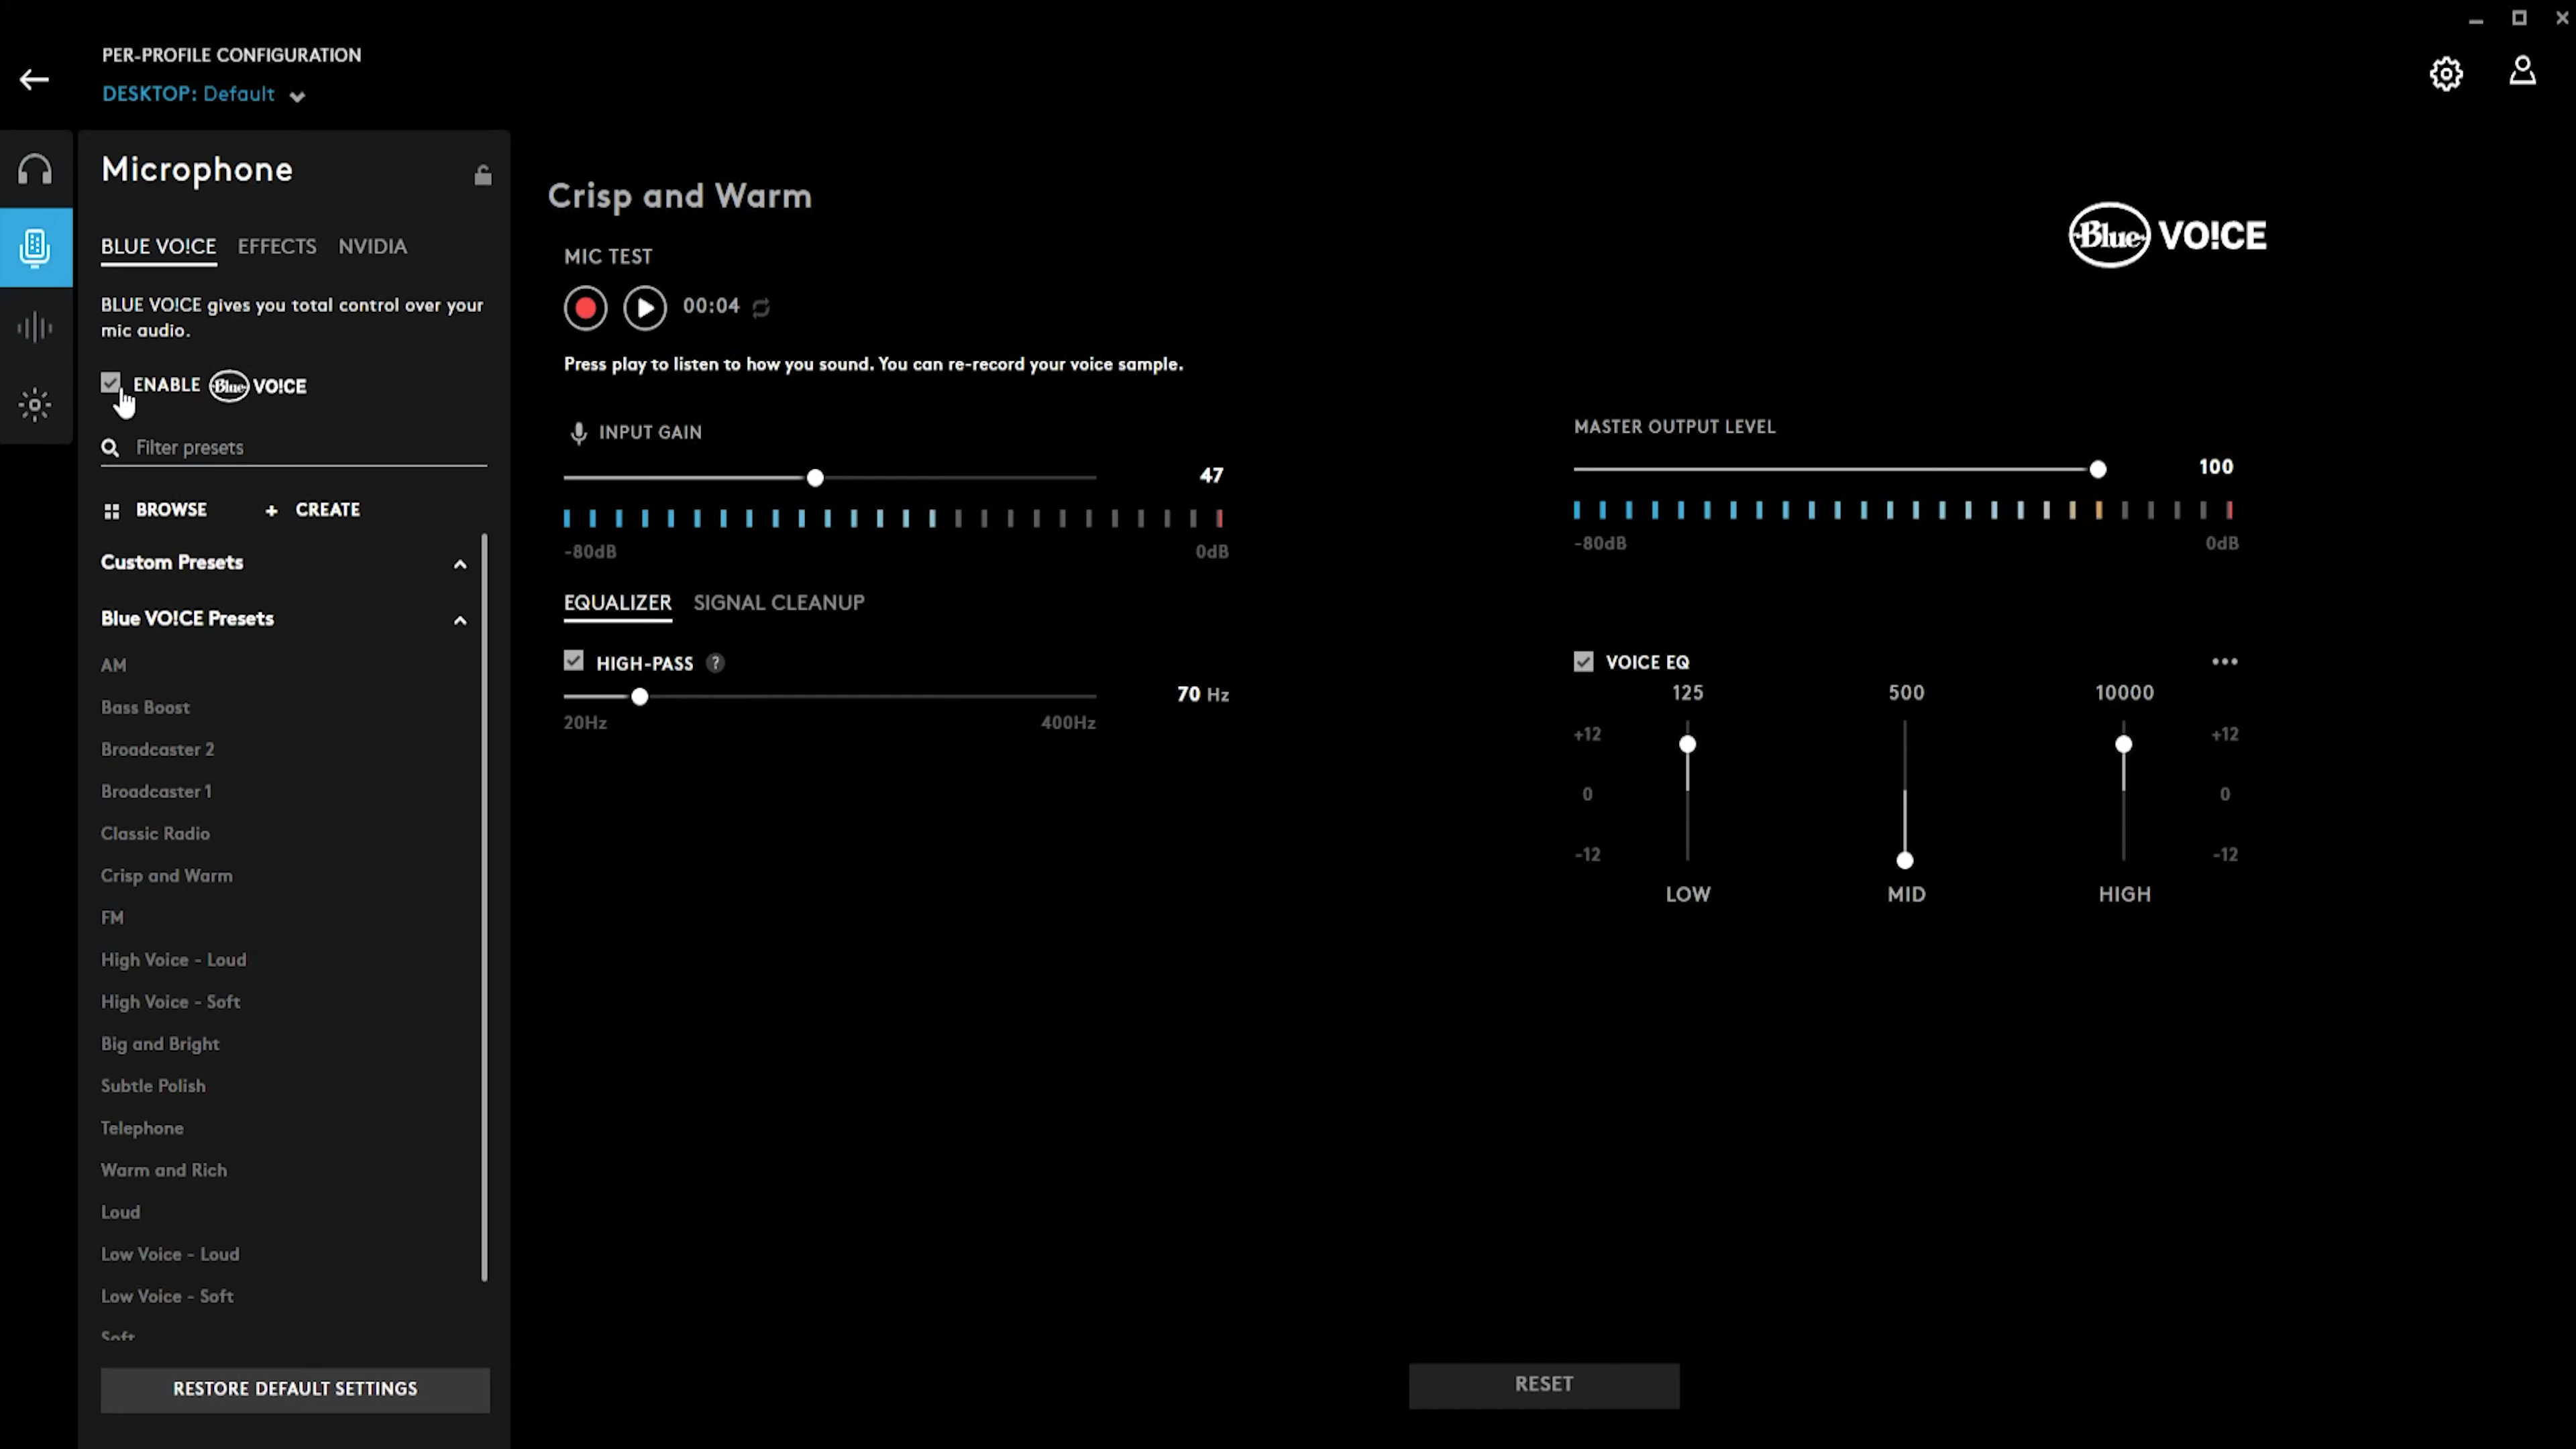 PER-PROFILE CONFIGURATION
DESKTOP: Default
Microphone
BLUE VO!CE EFFECTS NVIDIA
BLUE VO!CE gives you total control over your
mic audio.
ENABLE Blue VO!CE
Filter presets
BROWSE + CREATE
Custom Presets
Blue VO!CE Presets
AM
Bass Boost
Broadcaster 2
Broadcaster 1
Classic Radio
Crisp and Warm
FM
High Voice - Loud
High Voice - Soft
Big and Bright
Subtle Polish
Telephone
Warm and Rich
Loud
Low Voice - Loud
Low Voice - Soft
Soft
RESTORE DEFAULT SETTINGS
Crisp and Warm
Blue VO!CE
MIC TEST
00:04
Press play to listen to how you sound. You can re-record your voice sample.
INPUT GAIN
47
-80dB 0dB
MASTER OUTPUT LEVEL
100
-80dB 0dB
EQUALIZER SIGNAL CLEANUP
HIGH-PASS ?
70 Hz
20Hz 400Hz
VOICE EQ
125 500 10000
+12 +12
0 0
-12 -12
LOW MID HIGH
RESET